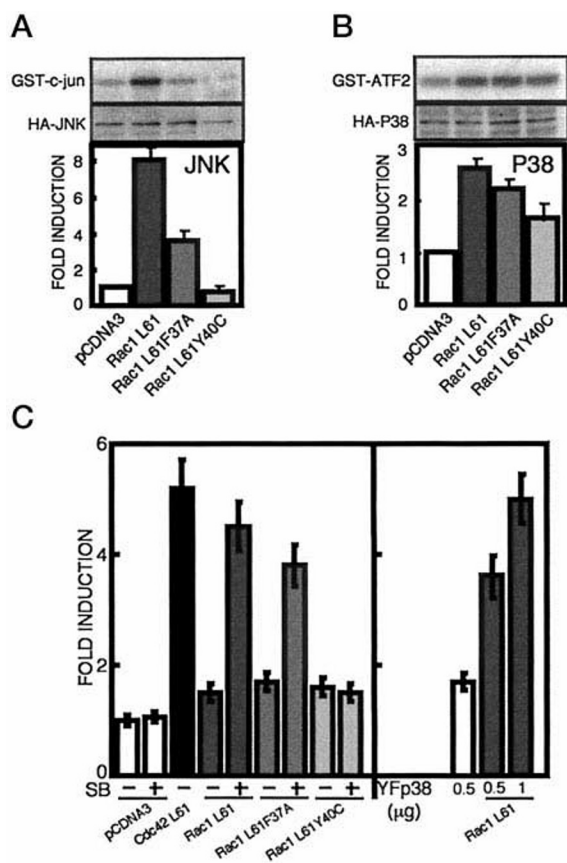 A
GST-c-jun
HA-JNK
JNK
FOLD INDUCTION
8
6
4
2
0
pCDNA3
Rac1 L61
Rac1 L61F37A
Rac1 L61Y40C
B
GST-ATF2
HA-P38
P38
FOLD INDUCTION
3
2
1
0
pCDNA3
Rac1 L61
Rac1 L61F37A
Rac1 L61Y40C
C
FOLD INDUCTION
6
4
2
0
SB – + – – + – + – +
pCDNA3
Cdc42 L61
Rac1 L61
Rac1 L61F37A
Rac1 L61Y40C
YFp38 0.5 0.5 1
(µg)
Rac1 L61